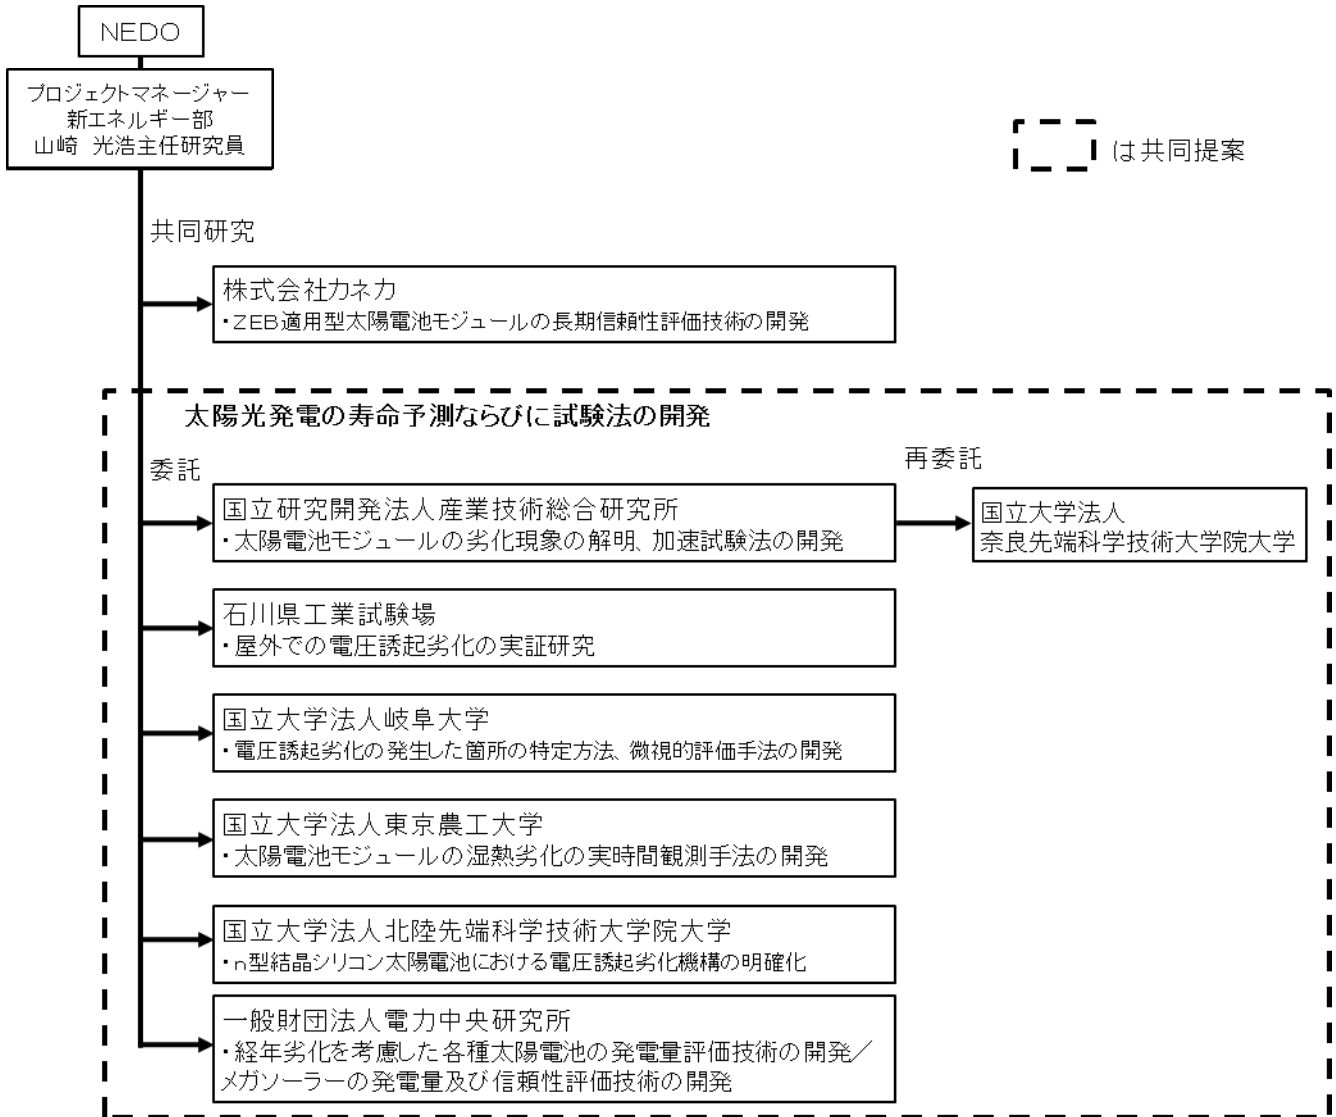 NEDO
プロジェクトマネージャー
新エネルギー部
山崎 光浩主任研究員
は共同提案
共同研究
株式会社カネカ
・ZEB適用型太陽電池モジュールの長期信頼性評価技術の開発
太陽光発電の寿命予測ならびに試験法の開発
委託
再委託
国立研究開発法人産業技術総合研究所
・太陽電池モジュールの劣化現象の解明、加速試験法の開発
国立大学法人
奈良先端科学技術大学院大学
石川県工業試験場
・屋外での電圧誘起劣化の実証研究
国立大学法人岐阜大学
・電圧誘起劣化の発生した箇所の特定方法、微視的評価手法の開発
国立大学法人東京農工大学
・太陽電池モジュールの湿熱劣化の実時間観測手法の開発
国立大学法人北陸先端科学技術大学院大学
・n型結晶シリコン太陽電池における電圧誘起劣化機構の明確化
一般財団法人電力中央研究所
・経年劣化を考慮した各種太陽電池の発電量評価技術の開発／
メガソーラーの発電量及び信頼性評価技術の開発